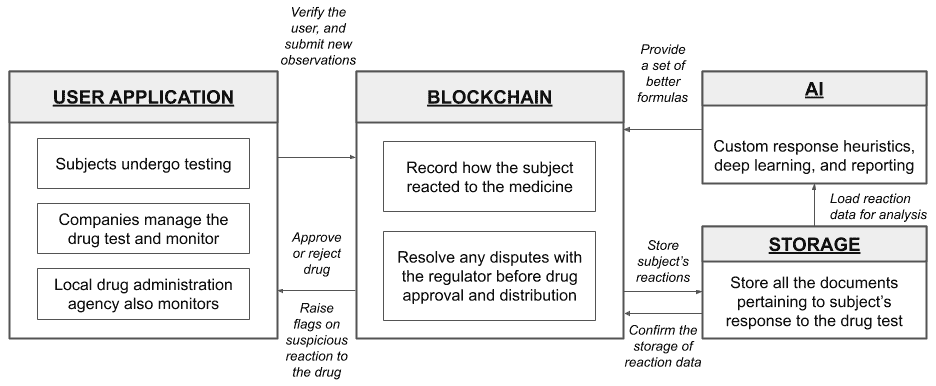 Verify the
user, and
submit new
observations
USER APPLICATION
Subjects undergo testing
Companies manage the
drug test and monitor
Local drug administration
agency also monitors
Approve
or reject
drug
Raise
flags on
suspicious
reaction to
the drug
BLOCKCHAIN
Record how the subject
reacted to the medicine
Resolve any disputes with
the regulator before drug
approval and distribution
Provide
a set of
better
formulas
AI
Custom response heuristics,
deep learning, and reporting
Load reaction
data for analysis
Store
subject's
reactions
Confirm the
storage of
reaction data
STORAGE
Store all the documents
pertaining to subject's
response to the drug test